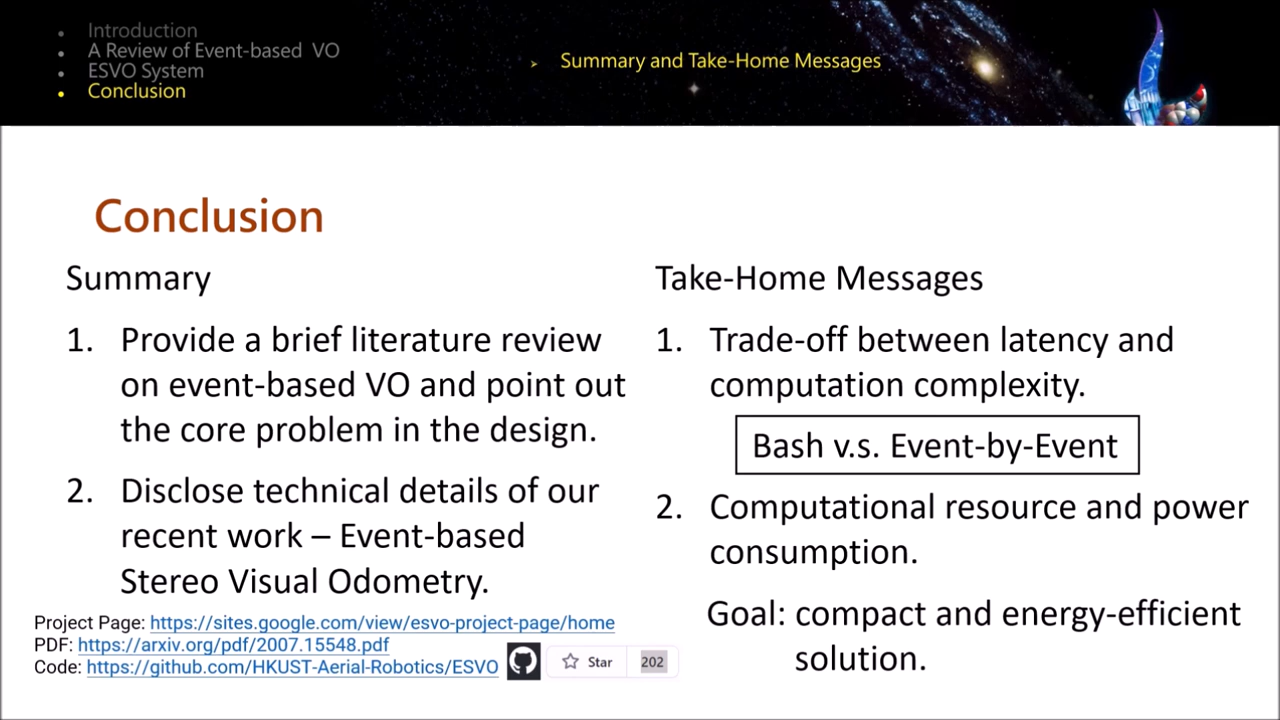 Introduction
A Review of Event-based VO
ESVO System
Conclusion
Summary and Take-Home Messages
Conclusion
Summary
1. Provide a brief literature review
on event-based VO and point out
the core problem in the design.
2. Disclose technical details of our
recent work – Event-based
Stereo Visual Odometry.
Project Page: https://sites.google.com/view/esvo-project-page/home
PDF: https://arxiv.org/pdf/2007.15548.pdf
Code: https://github.com/HKUST-Aerial-Robotics/ESVO
Star 202
Take-Home Messages
1. Trade-off between latency and
computation complexity.
Bash v.s. Event-by-Event
2. Computational resource and power
consumption.
Goal: compact and energy-efficient
solution.